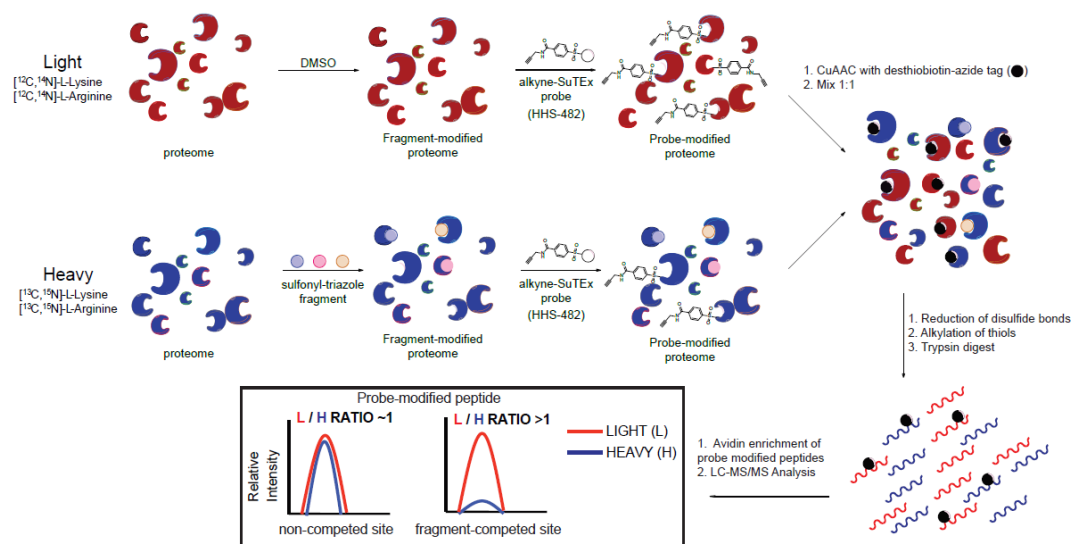 Light
[¹²C,¹⁴N]-L-Lysine
[¹²C,¹⁴N]-L-Arginine
proteome
DMSO
Fragment-modified
proteome
alkyne-SuTEx
probe
(HHS-482)
Probe-modified
proteome
1. CuAAC with desthiobiotin-azide tag ( )
2. Mix 1:1
Heavy
[¹³C,¹⁵N]-L-Lysine
[¹³C,¹⁵N]-L-Arginine
proteome
sulfonyl-triazole
fragment
Fragment-modified
proteome
alkyne-SuTEx
probe
(HHS-482)
Probe-modified
proteome
1. Reduction of disulfide bonds
2. Alkylation of thiols
3. Trypsin digest
Probe-modified peptide
L / H RATIO ~1
L / H RATIO >1
LIGHT (L)
HEAVY (H)
Relative
Intensity
non-competed site
fragment-competed site
1. Avidin enrichment of
probe modified peptides
2. LC-MS/MS Analysis